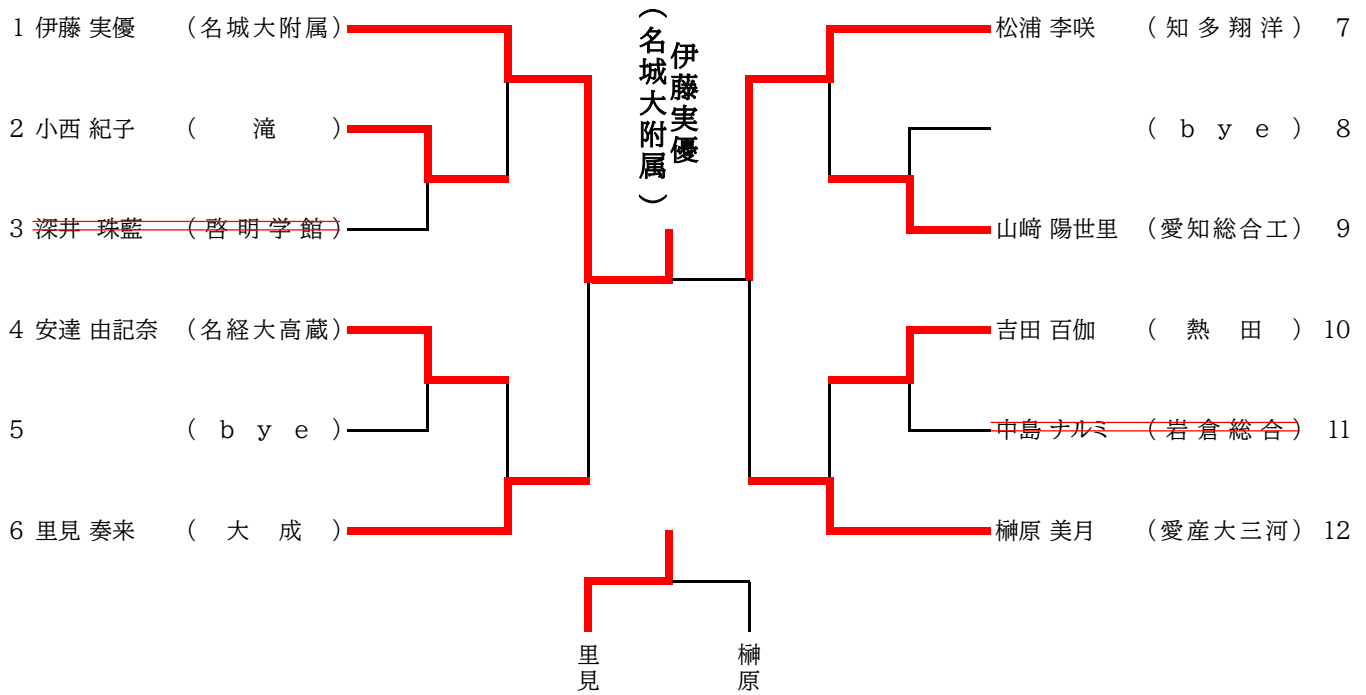 1 伊藤 実優 （名城大附属）
2 小西 紀子 （ 滝 ）
3 深井 珠藍 （啓明学館）
4 安達 由記奈 （名経大高蔵）
5 （ b y e ）
6 里見 奏来 （ 大 成 ）
伊藤実優
（名城大附属）
松浦 李咲 （知多翔洋） 7
（ b y e ） 8
山﨑 陽世里 （愛知総合工） 9
吉田 百伽 （ 熱 田 ） 10
中島 ナルミ （岩倉総合） 11
榊原 美月 （愛産大三河） 12
里見
榊原